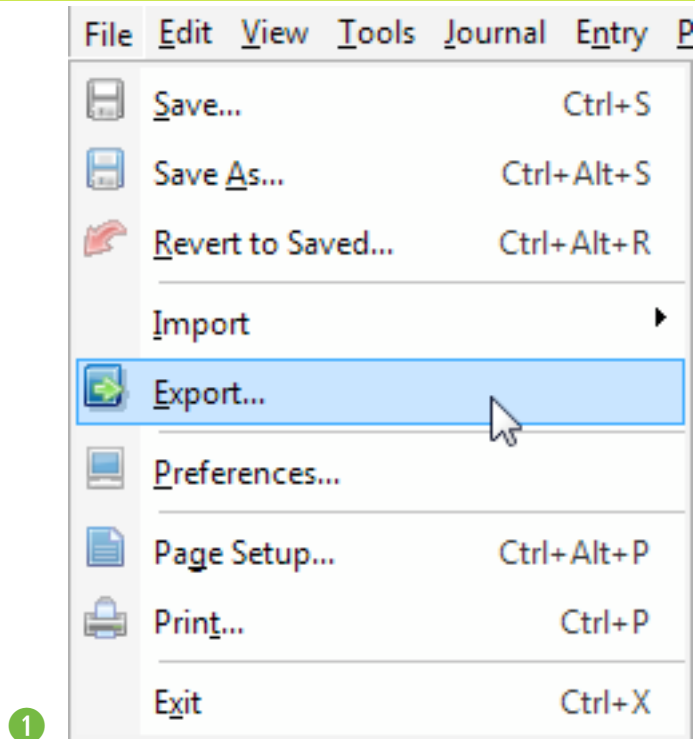 File Edit View Tools Journal Entry P
Save... Ctrl+S
Save As... Ctrl+Alt+S
Revert to Saved... Ctrl+Alt+R
Import
Export...
Preferences...
Page Setup... Ctrl+Alt+P
Print... Ctrl+P
Exit Ctrl+X
1